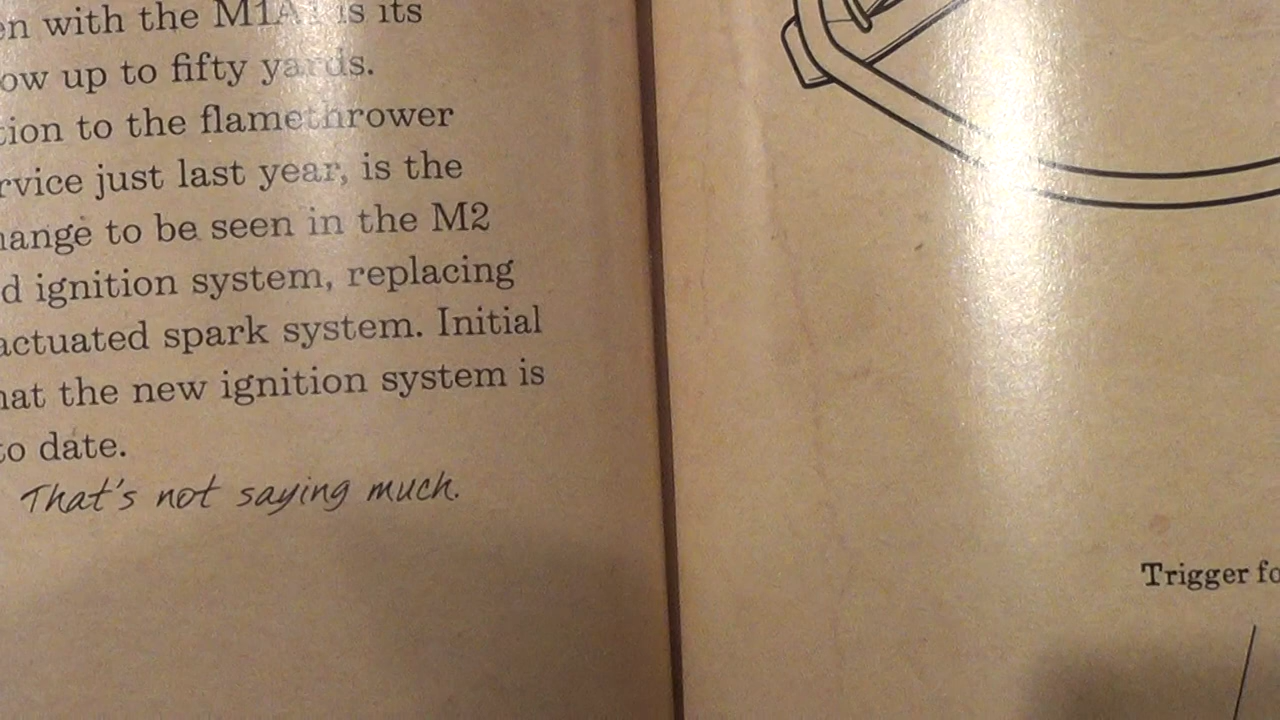 en with the M1A1 is its
ow up to fifty yards.
tion to the flamethrower
rvice just last year, is the
hange to be seen in the M2
d ignition system, replacing
actuated spark system. Initial
hat the new ignition system is
to date.
That's not saying much.
Trigger fo